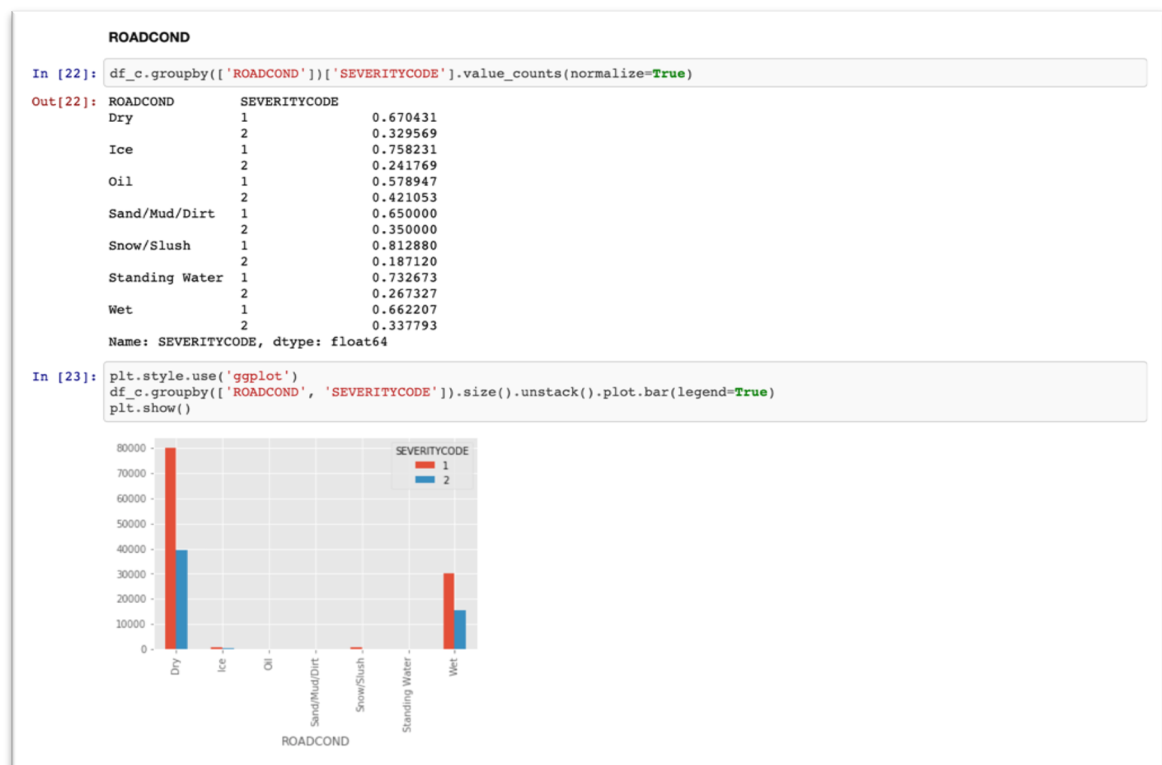 ROADCOND
In [22]: df_c.groupby(['ROADCOND'])['SEVERITYCODE'].value_counts(normalize=True)
Out[22]: ROADCOND SEVERITYCODE
Dry 1 0.670431
2 0.329569
Ice 1 0.758231
2 0.241769
Oil 1 0.578947
2 0.421053
Sand/Mud/Dirt 1 0.650000
2 0.350000
Snow/Slush 1 0.812880
2 0.187120
Standing Water 1 0.732673
2 0.267327
Wet 1 0.662207
2 0.337793
Name: SEVERITYCODE, dtype: float64
In [23]: plt.style.use('ggplot')
df_c.groupby(['ROADCOND', 'SEVERITYCODE']).size().unstack().plot.bar(legend=True)
plt.show()
SEVERITYCODE
1
2
80000
70000
60000
50000
40000
30000
20000
10000
0
Dry
Ice
Oil
Sand/Mud/Dirt
Snow/Slush
Standing Water
Wet
ROADCOND